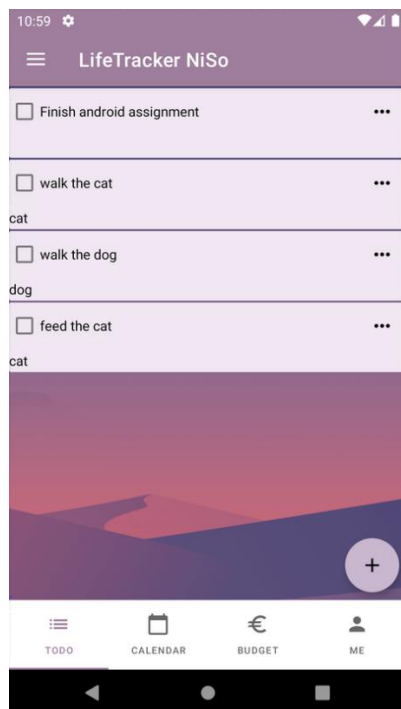 10:59
LifeTracker NiSo
Finish android assignment
walk the cat
cat
walk the dog
dog
feed the cat
cat
TODO CALENDAR BUDGET ME